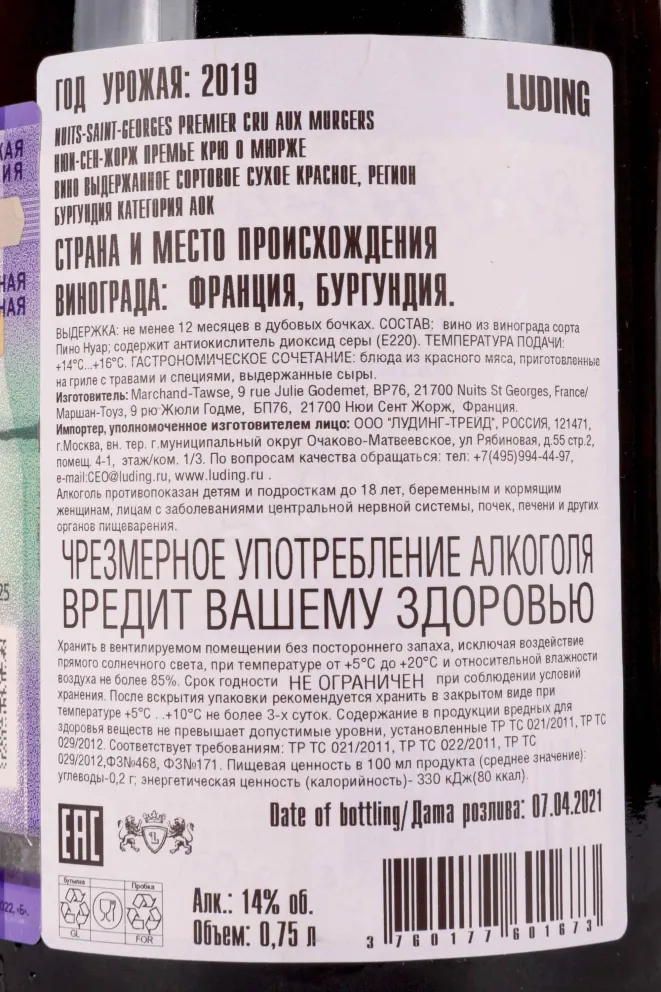 ГОД УРОЖАЯ: 2019
LUDING
NUITS-SAINT-GEORGES PREMIER CRU AUX MURGERS
НЮИ-СЕН-ЖОРЖ ПРЕМЬЕ КРЮ О МЮРЖЕ
ВИНО ВЫДЕРЖАННОЕ СОРТОВОЕ СУХОЕ КРАСНОЕ, РЕГИОН
БУРГУНДИЯ КАТЕГОРИЯ АОК
СТРАНА И МЕСТО ПРОИСХОЖДЕНИЯ
ВИНОГРАДА: ФРАНЦИЯ, БУРГУНДИЯ.
ВЫДЕРЖКА: не менее 12 месяцев в дубовых бочках. СОСТАВ: вино из винограда сорта
Пино Нуар; содержит антиокислитель диоксид серы (Е220). ТЕМПЕРАТУРА ПОДАЧИ:
+14°С...+16°С. ГАСТРОНОМИЧЕСКОЕ СОЧЕТАНИЕ: блюда из красного мяса, приготовленные
на гриле с травами и специями, выдержанные сыры.
Изготовитель: Marchand-Tawse, 9 rue Julie Godemet, BP76, 21700 Nuits St Georges, France/
Маршан-Тоуз, 9 рю Жюли Годме, БП76, 21700 Нюи Сент Жорж, Франция.
Импортер, уполномоченное изготовителем лицо: ООО "ЛУДИНГ-ТРЕЙД", РОССИЯ, 121471,
г.Москва, вн. тер. г.муниципальный округ Очаково-Матвеевское, ул Рябиновая, д.55 стр.2,
помещ. 4-1, этаж/ком. 1/3. По вопросам качества обращаться: тел: +7(495)994-44-97,
e-mail:CEO@luding.ru, www.luding.ru .
Алкоголь противопоказан детям и подросткам до 18 лет, беременным и кормящим
женщинам, лицам с заболеваниями центральной нервной системы, почек, печени и других
органов пищеварения.
ЧРЕЗМЕРНОЕ УПОТРЕБЛЕНИЕ АЛКОГОЛЯ
ВРЕДИТ ВАШЕМУ ЗДОРОВЬЮ
Хранить в вентилируемом помещении без постороннего запаха, исключая воздействие
прямого солнечного света, при температуре от +5°С до +20°С и относительной влажности
воздуха не более 85%. Срок годности НЕ ОГРАНИЧЕН при соблюдении условий
хранения. После вскрытия упаковки рекомендуется хранить в закрытом виде при
температуре +5°С ..+10°С не более 3-х суток. Содержание в продукции вредных для
здоровья веществ не превышает допустимые уровни, установленные ТР ТС 021/2011, ТР ТС
029/2012. Соответствует требованиям: ТР ТС 021/2011, ТР ТС 022/2011, ТР ТС
029/2012,ФЗ№468, ФЗ№171. Пищевая ценность в 100 мл продукта (среднее значение):
углеводы-0,2 г; энергетическая ценность (калорийность)- 330 кДж(80 ккал).
Date of bottling/Дата розлива: 07.04.2021
EAC
L
Бутылка Пробка
GL FOR
Алк.: 14% об.
Объем: 0,75 л
3 760177 601673
КАЯ
ИЯ
НАЯ
НАЯ
25
022, «Б».